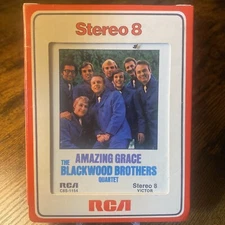 Stereo 8
AMAZING GRACE
THE BLACKWOOD BROTHERS
QUARTET
RCA Stereo 8
VICTOR
RCA